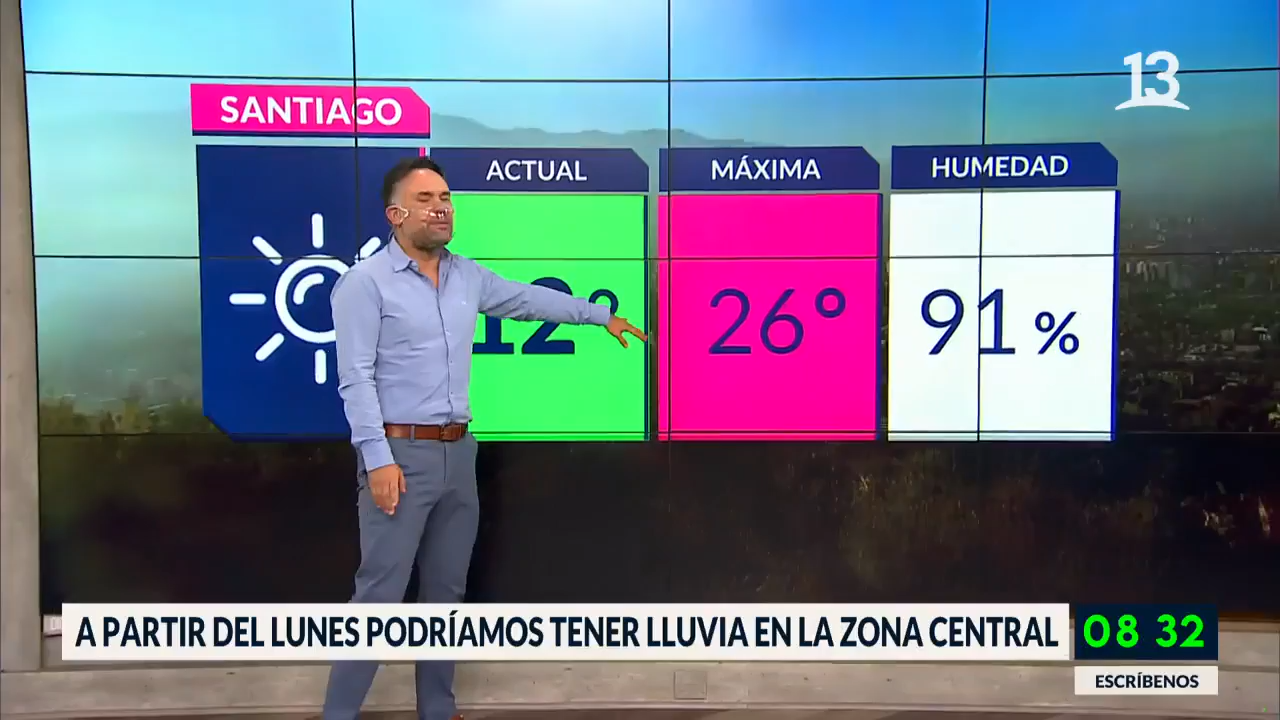 13
SANTIAGO
ACTUAL
MÁXIMA
HUMEDAD
12°
26°
91%
A PARTIR DEL LUNES PODRÍAMOS TENER LLUVIA EN LA ZONA CENTRAL
08 32
ESCRÍBENOS